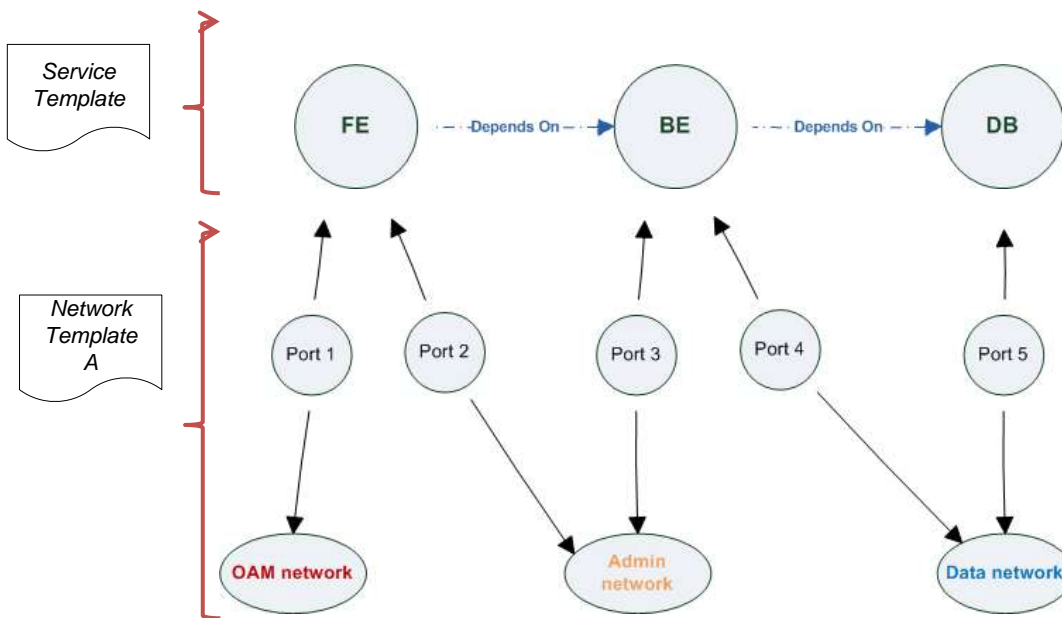 Service
Template
FE
Depends On
BE
Depends On
DB
Network
Template
A
Port 1
Port 2
Port 3
Port 4
Port 5
OAM network
Admin
network
Data network